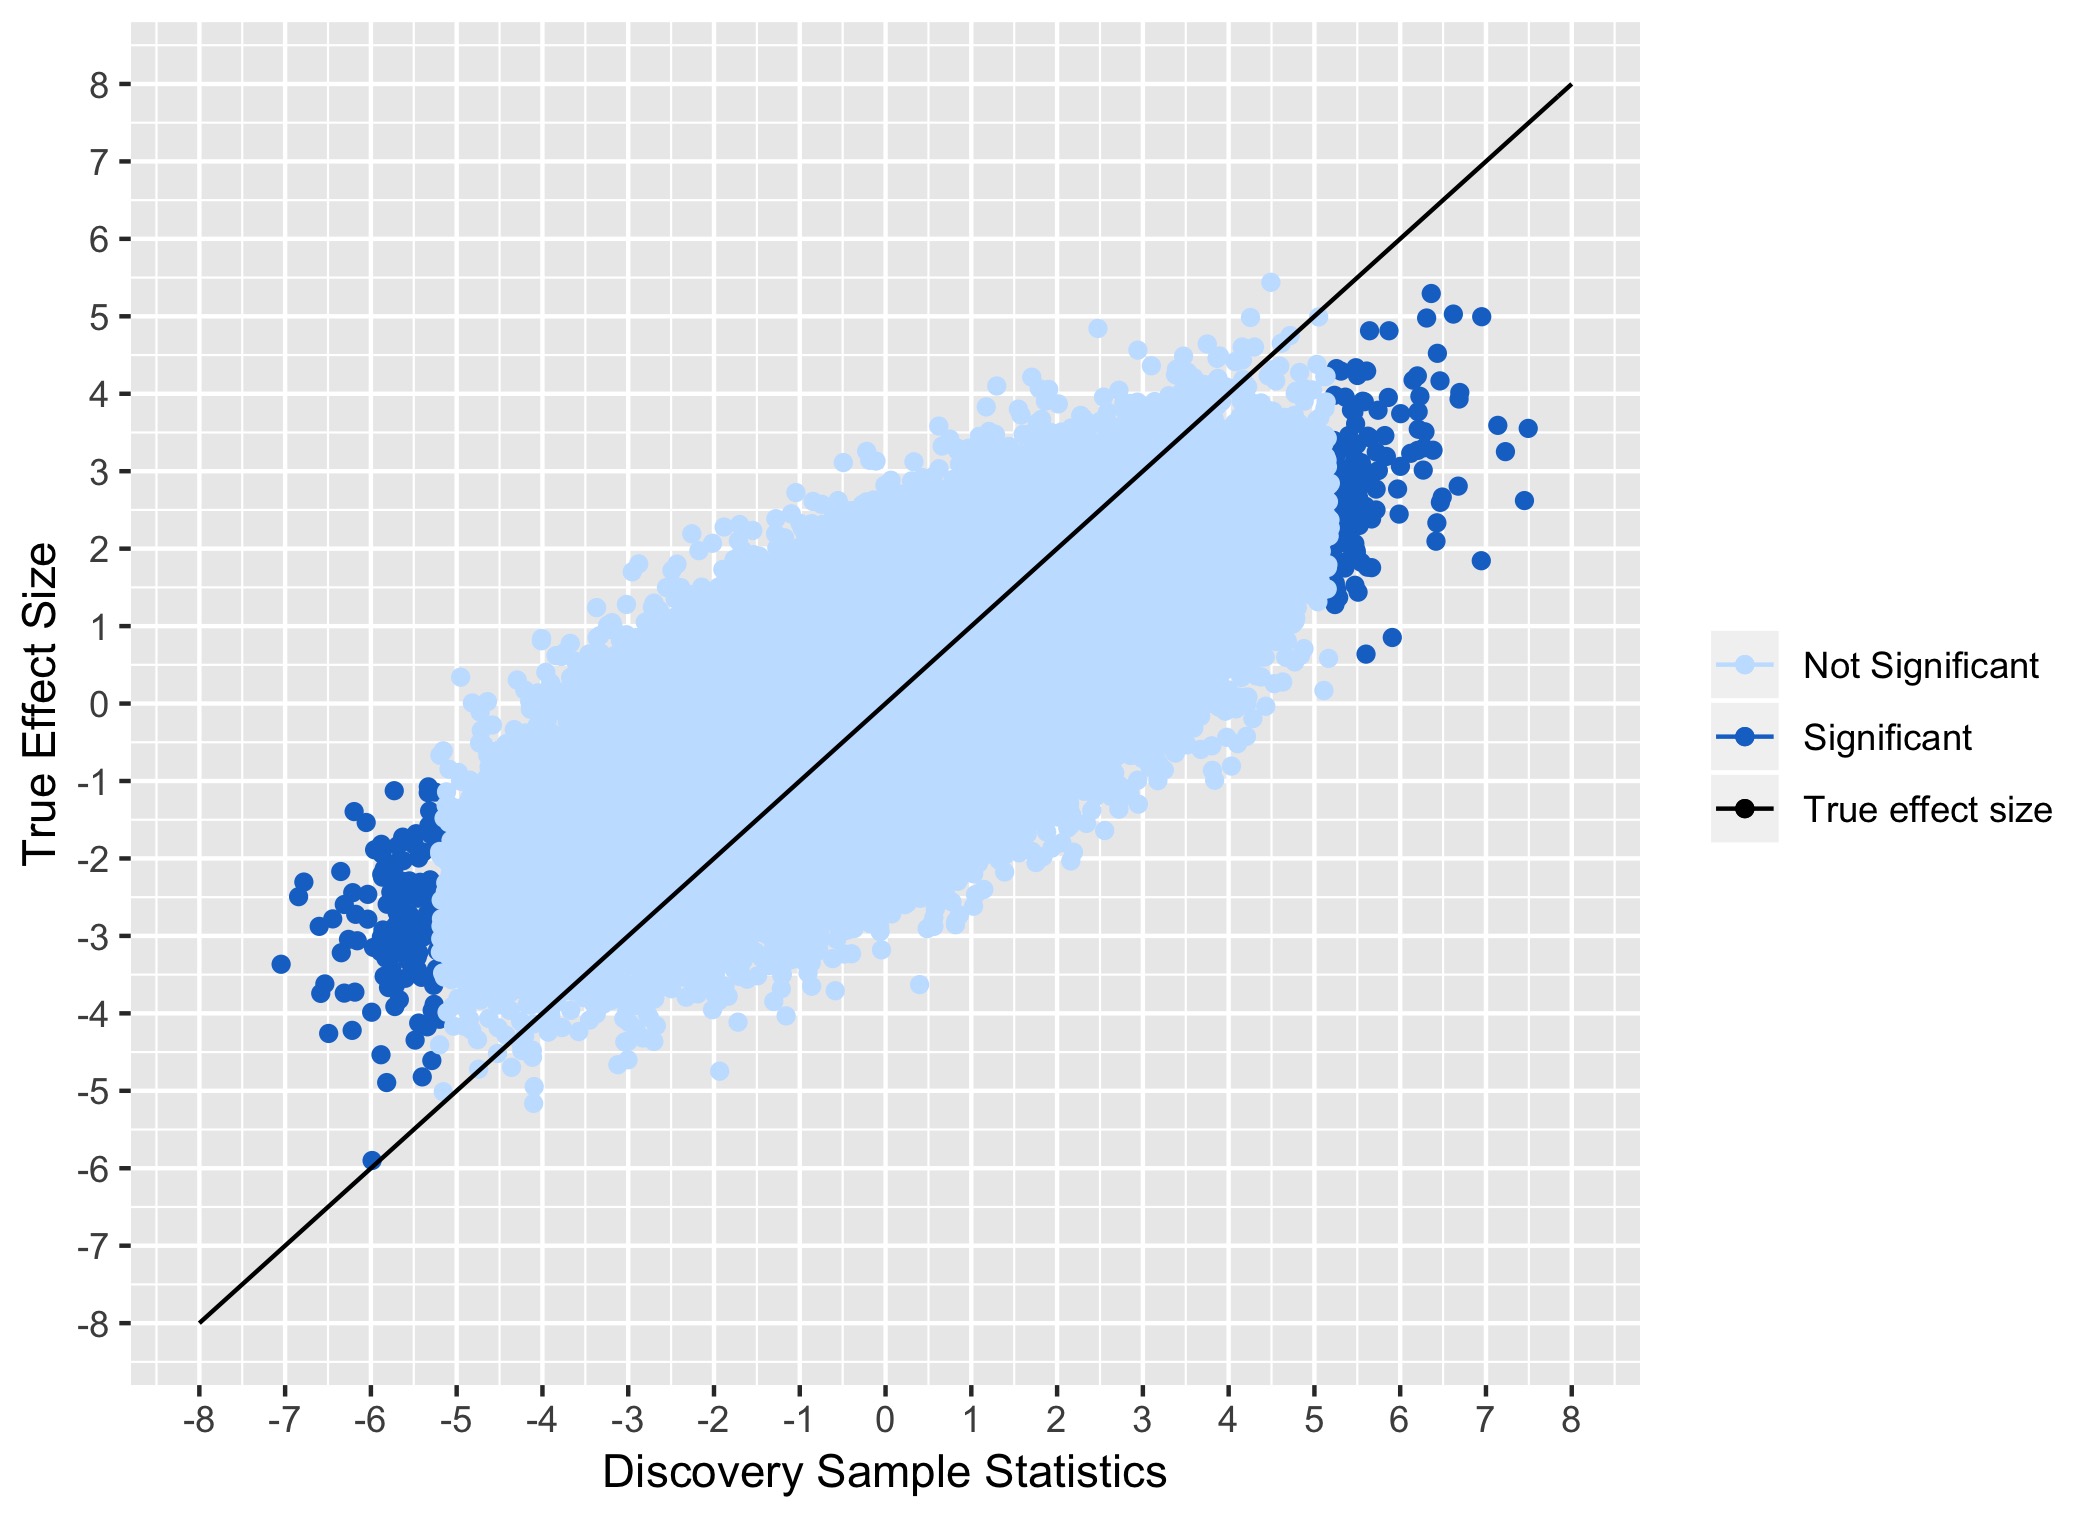 True Effect Size
8
7
6
5
4
3
2
1
0
-1
-2
-3
-4
-5
-6
-7
-8
-8 -7 -6 -5 -4 -3 -2 -1 0 1 2 3 4 5 6 7 8
Discovery Sample Statistics
Not Significant
Significant
True effect size